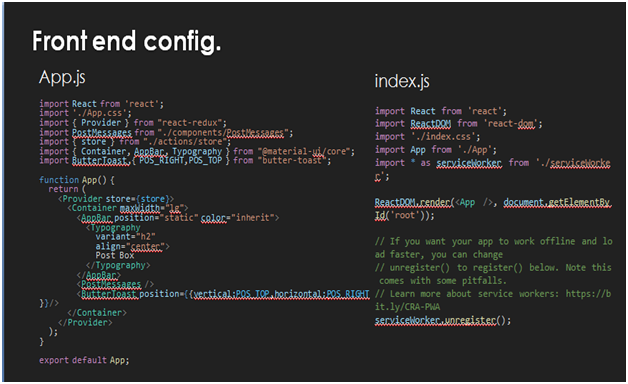 Front end config.
App.js
import React from 'react';
import './App.css';
import { Provider } from "react-redux";
import PostMessages from "./components/PostMessages";
import { store } from "./actions/store";
import { Container, AppBar, Typography } from "@material-ui/core";
import ButterToast,{ POS_RIGHT,POS_TOP } from "butter-toast";
function App() {
return (
<Provider store={store}>
<Container maxWidth="lg">
<AppBar position="static" color="inherit">
<Typography
variant="h2"
align="center">
Post Box
</Typography>
</AppBar>
<PostMessages />
<ButterToast position={{vertical:POS_TOP,horizontal:POS_RIGHT
}}/>
</Container>
</Provider>
);
}
export default App;
index.js
import React from 'react';
import ReactDOM from 'react-dom';
import './index.css';
import App from './App';
import * as serviceWorker from './serviceWorke
r';
ReactDOM.render(<App />, document.getElementBy
Id('root'));
// If you want your app to work offline and lo
ad faster, you can change
// unregister() to register() below. Note this
comes with some pitfalls.
// Learn more about service workers: https://b
it.ly/CRA-PWA
serviceWorker.unregister();